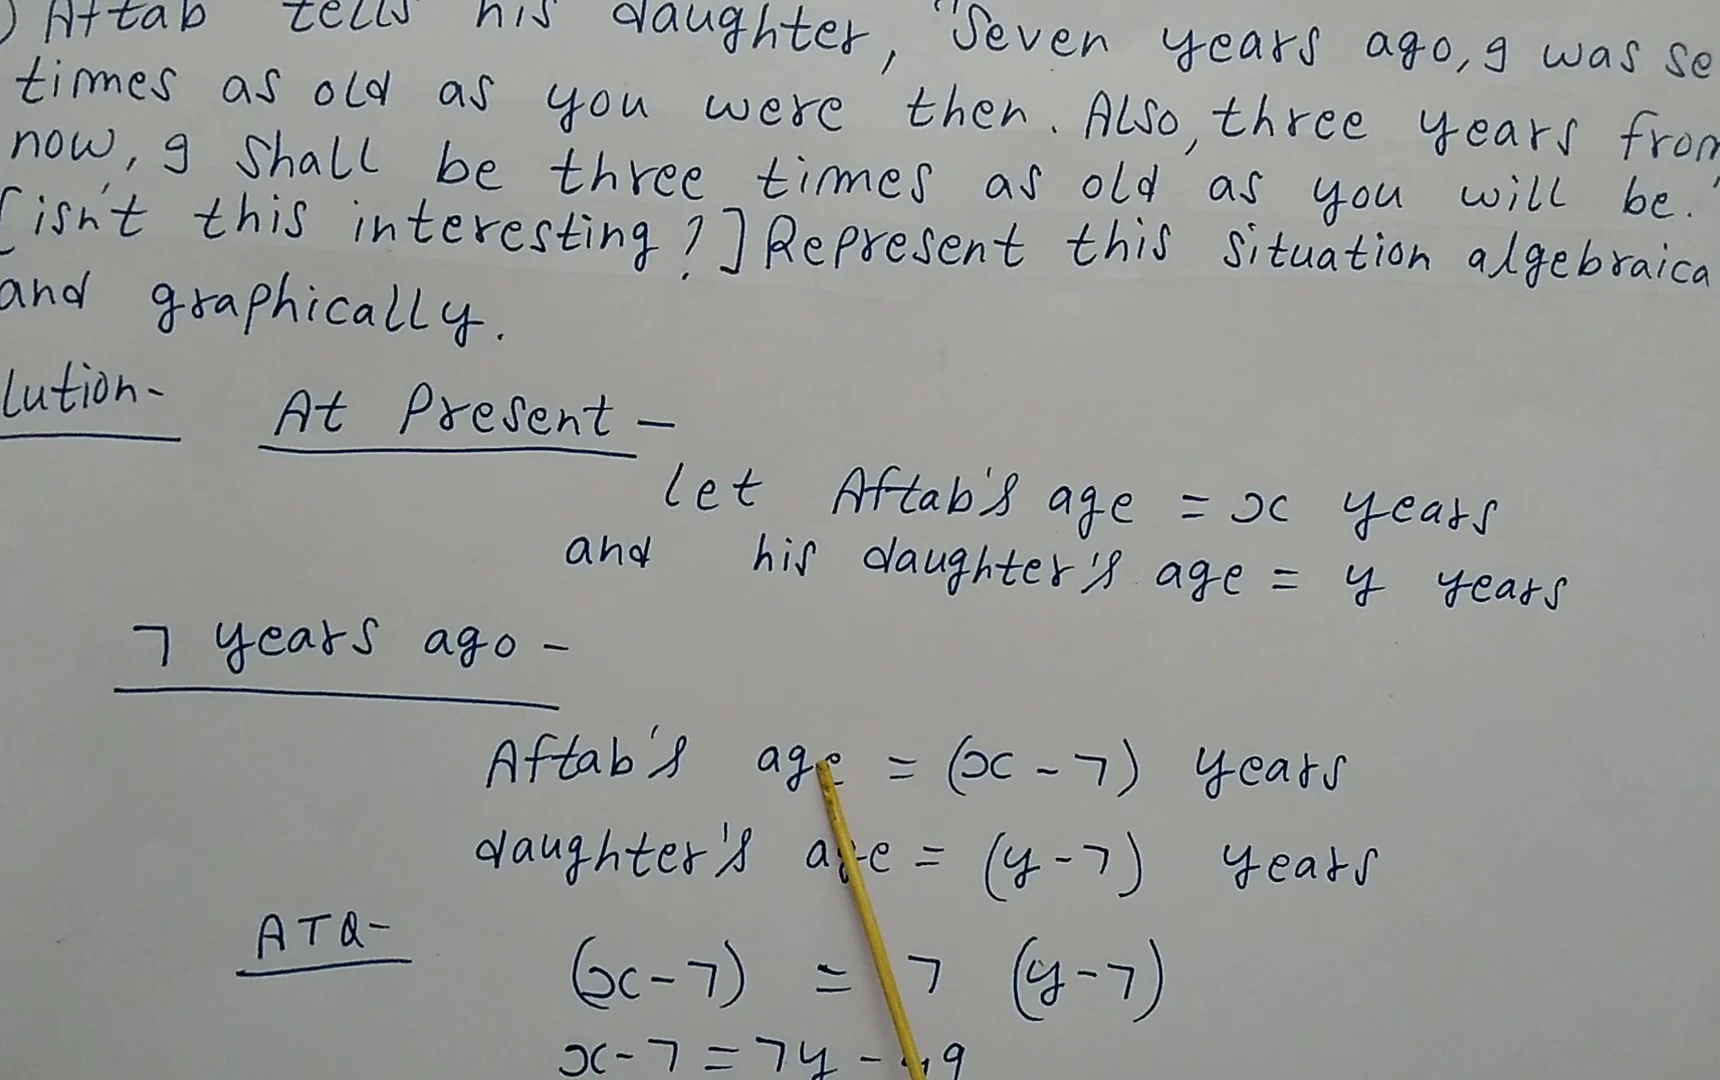 ) Aftab tells his daughter, "Seven years ago, I was se
times as old as you were then. Also, three years from
now, I shall be three times as old as you will be."
[isn't this interesting?] Represent this situation algebraica
and graphically.
lution-
At Present -
let Aftab's age = x years
and his daughter's age = y years
7 years ago -
Aftab's age = (x - 7) years
daughter's age = (y - 7) years
ATQ-
(x - 7) = 7 (y - 7)
x - 7 = 7y - 49